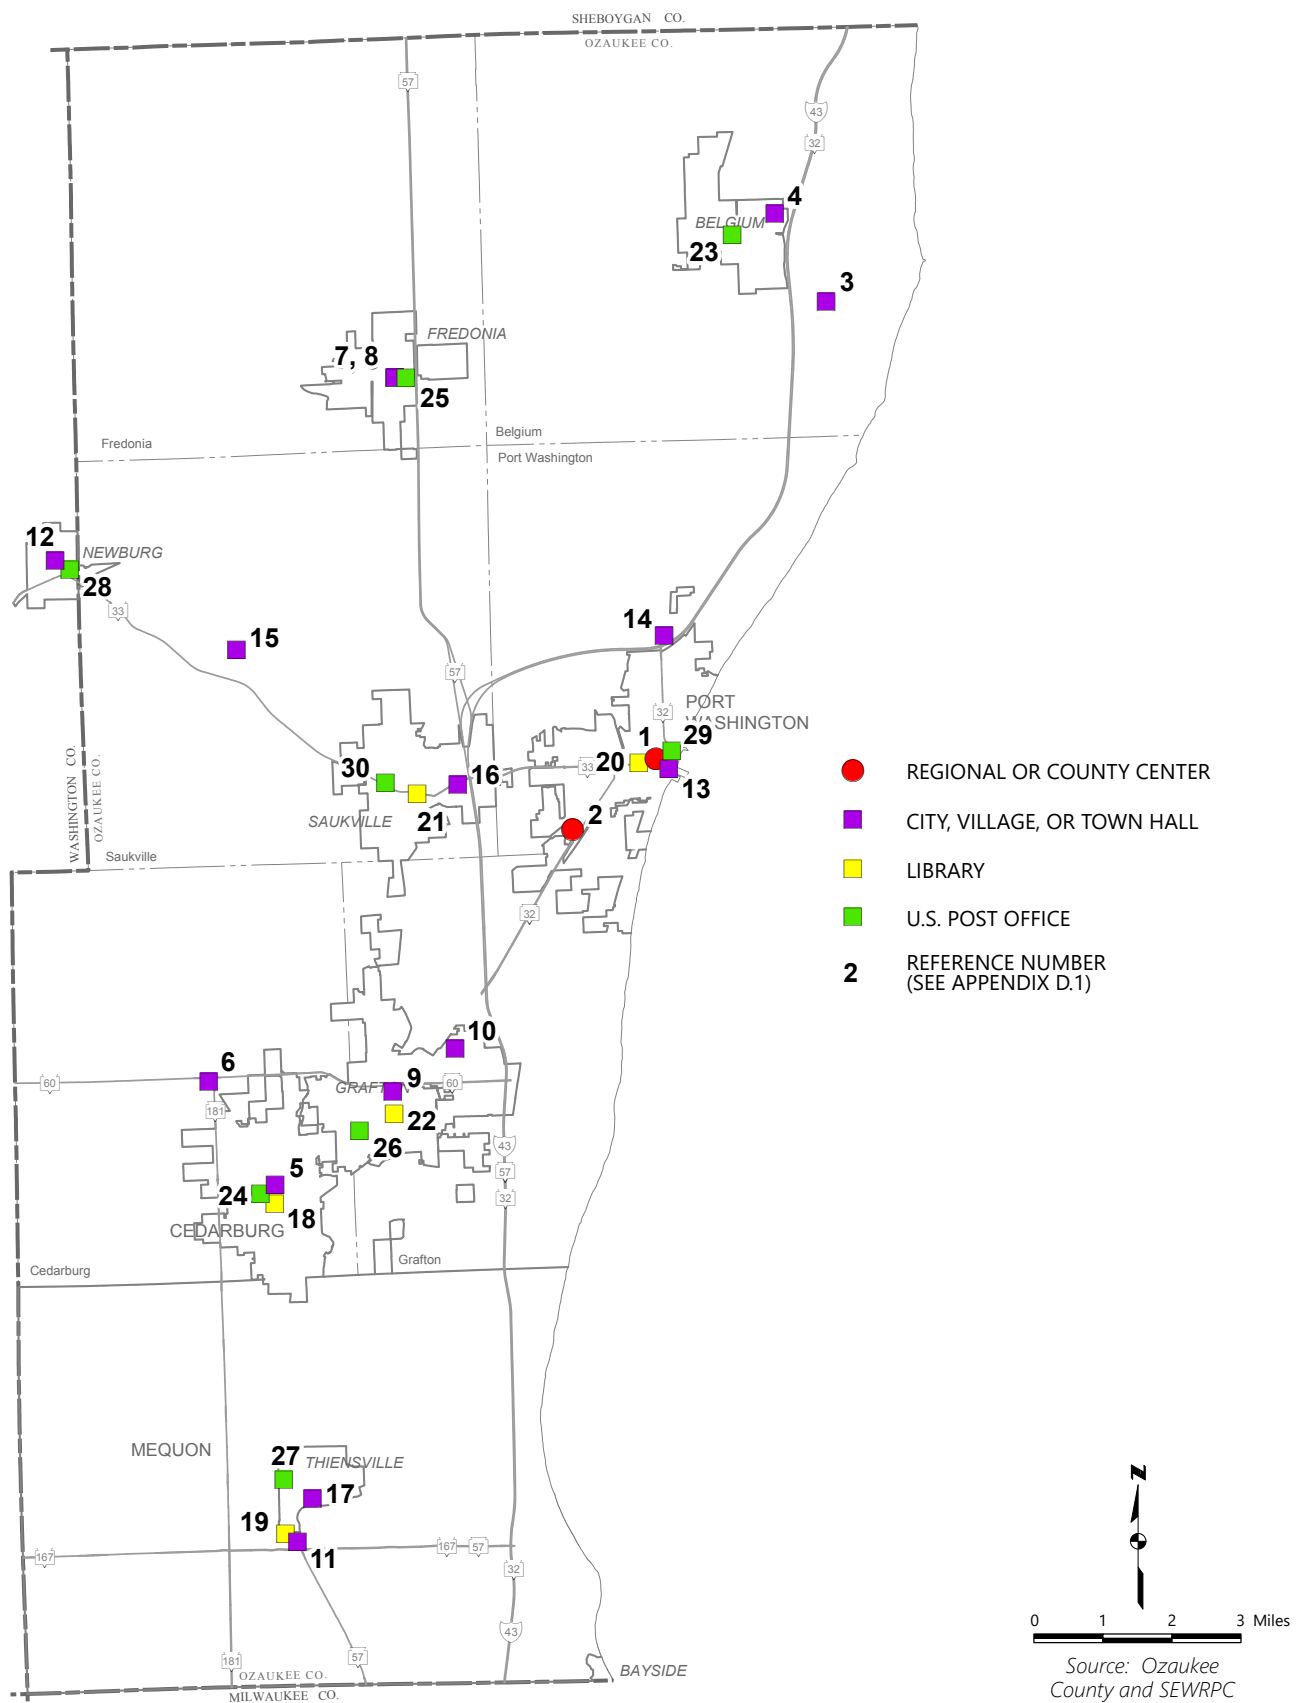 SHEBOYGAN CO.
OZAUKEE CO.
57
43
32
4
BELGIUM
23
3
FREDONIA
7, 8
25
Fredonia
Belgium
Port Washington
12
NEWBURG
28
33
15
14
57
32
PORT
WASHINGTON
1
29
20
33
13
30
16
21
SAUKVILLE
2
WASHINGTON CO.
OZAUKEE CO.
Saukville
32
REGIONAL OR COUNTY CENTER
CITY, VILLAGE, OR TOWN HALL
LIBRARY
U.S. POST OFFICE
2
REFERENCE NUMBER
(SEE APPENDIX D.1)
10
6
60
9
60
GRAFTON
181
22
26
43
57
32
5
24
18
CEDARBURG
Cedarburg
Grafton
MEQUON
27
THIENSVILLE
17
19
11
167
167
57
32
43
181
57
OZAUKEE CO.
MILWAUKEE CO.
BAYSIDE
N
0 1 2 3 Miles
Source: Ozaukee
County and SEWRPC